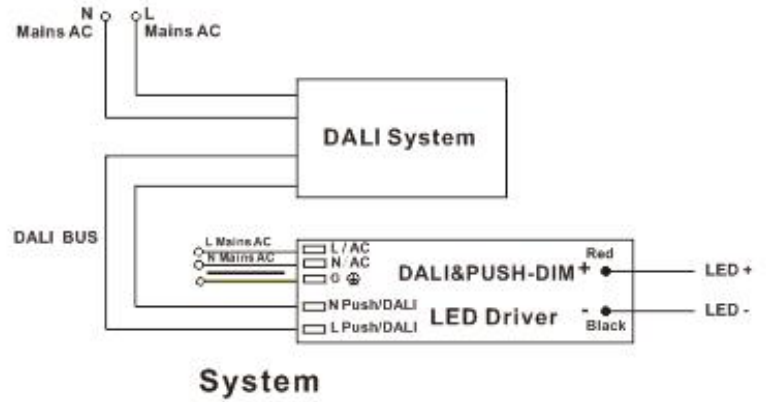 N L
Mains AC Mains AC
DALI System
DALI BUS
L Mains AC L / AC
N Mains AC N/AC
G
DALI&PUSH-DIM + Red
LED +
N Push/DALI
LED Driver - Black
LED -
L Push/DALI
System